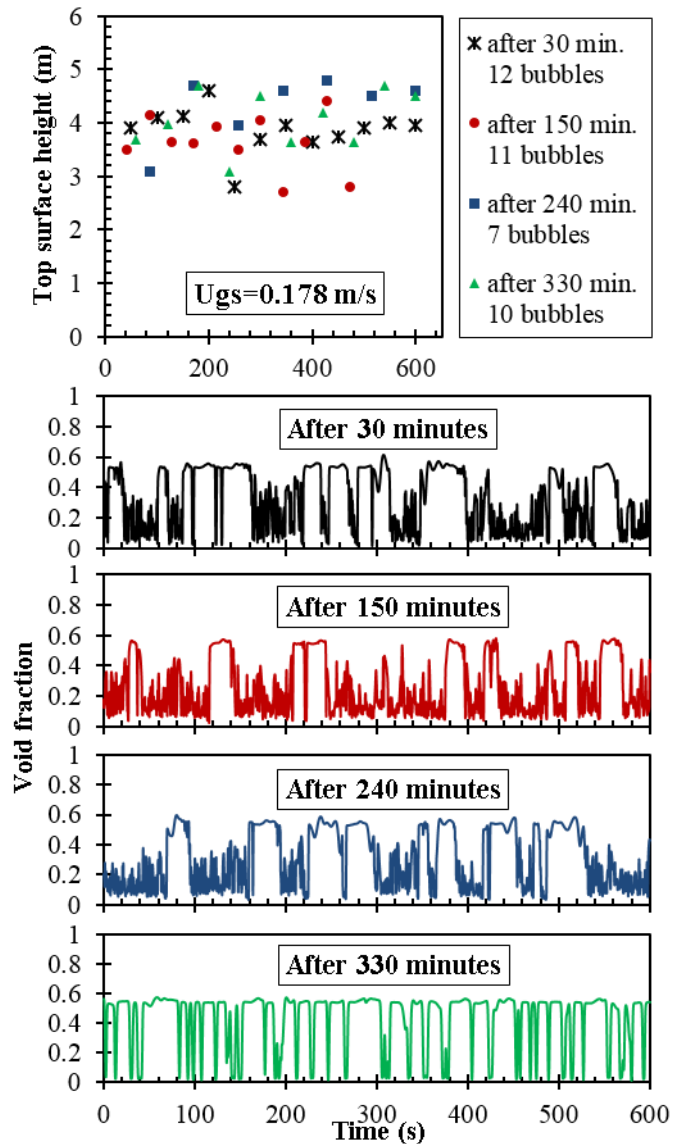 Top surface height (m)
6
5
4
3
2
1
0
Ugs=0.178 m/s
0
200
400
600
after 30 min.
12 bubbles
after 150 min.
11 bubbles
after 240 min.
7 bubbles
after 330 min.
10 bubbles
Void fraction
1
0.8
0.6
0.4
0.2
0
After 30 minutes
1
0.8
0.6
0.4
0.2
0
After 150 minutes
1
0.8
0.6
0.4
0.2
0
After 240 minutes
1
0.8
0.6
0.4
0.2
0
After 330 minutes
0
100
200
300
400
500
600
Time (s)